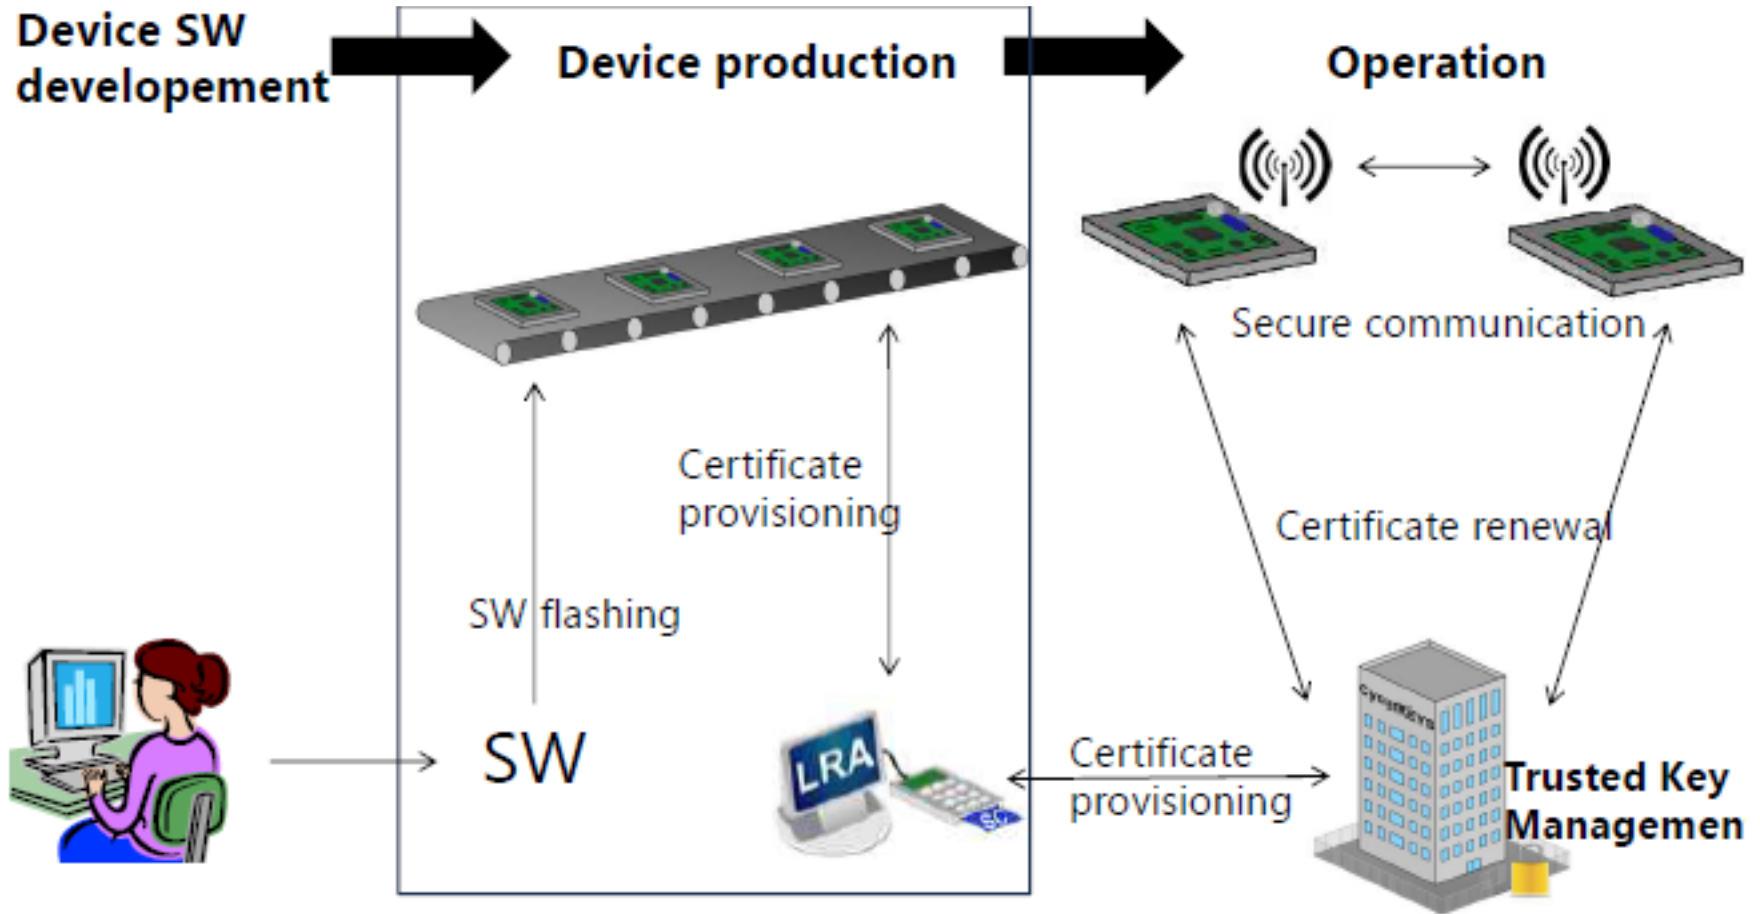 Device SW
developement
Device production
Operation
Secure communication
Certificate
provisioning
Certificate renewal
SW flashing
SW
LRA
SC
Certificate
provisioning
Trusted Key
Managemen